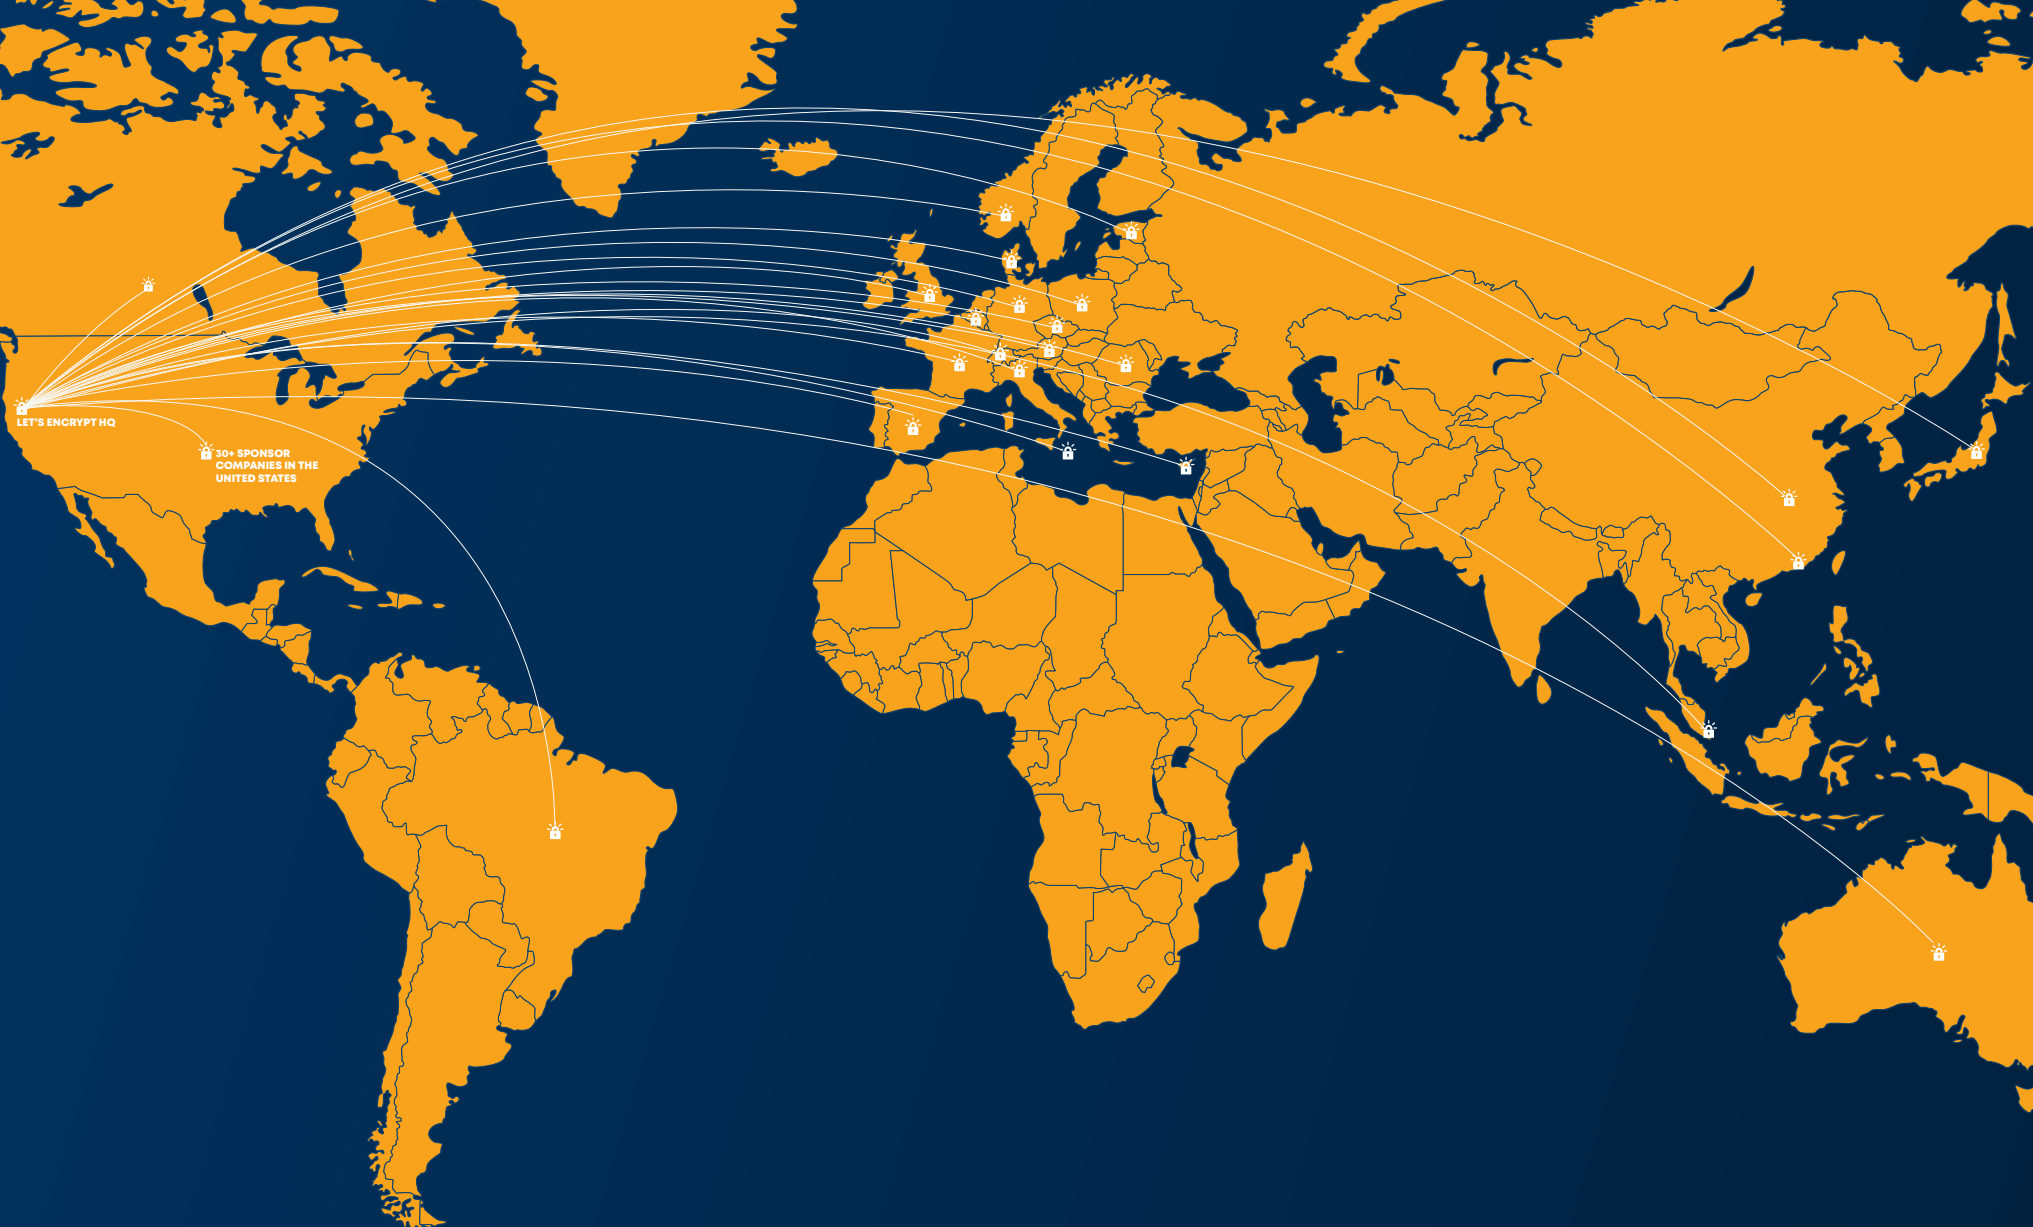 LET'S ENCRYPT HQ
30+ SPONSOR
COMPANIES IN THE
UNITED STATES